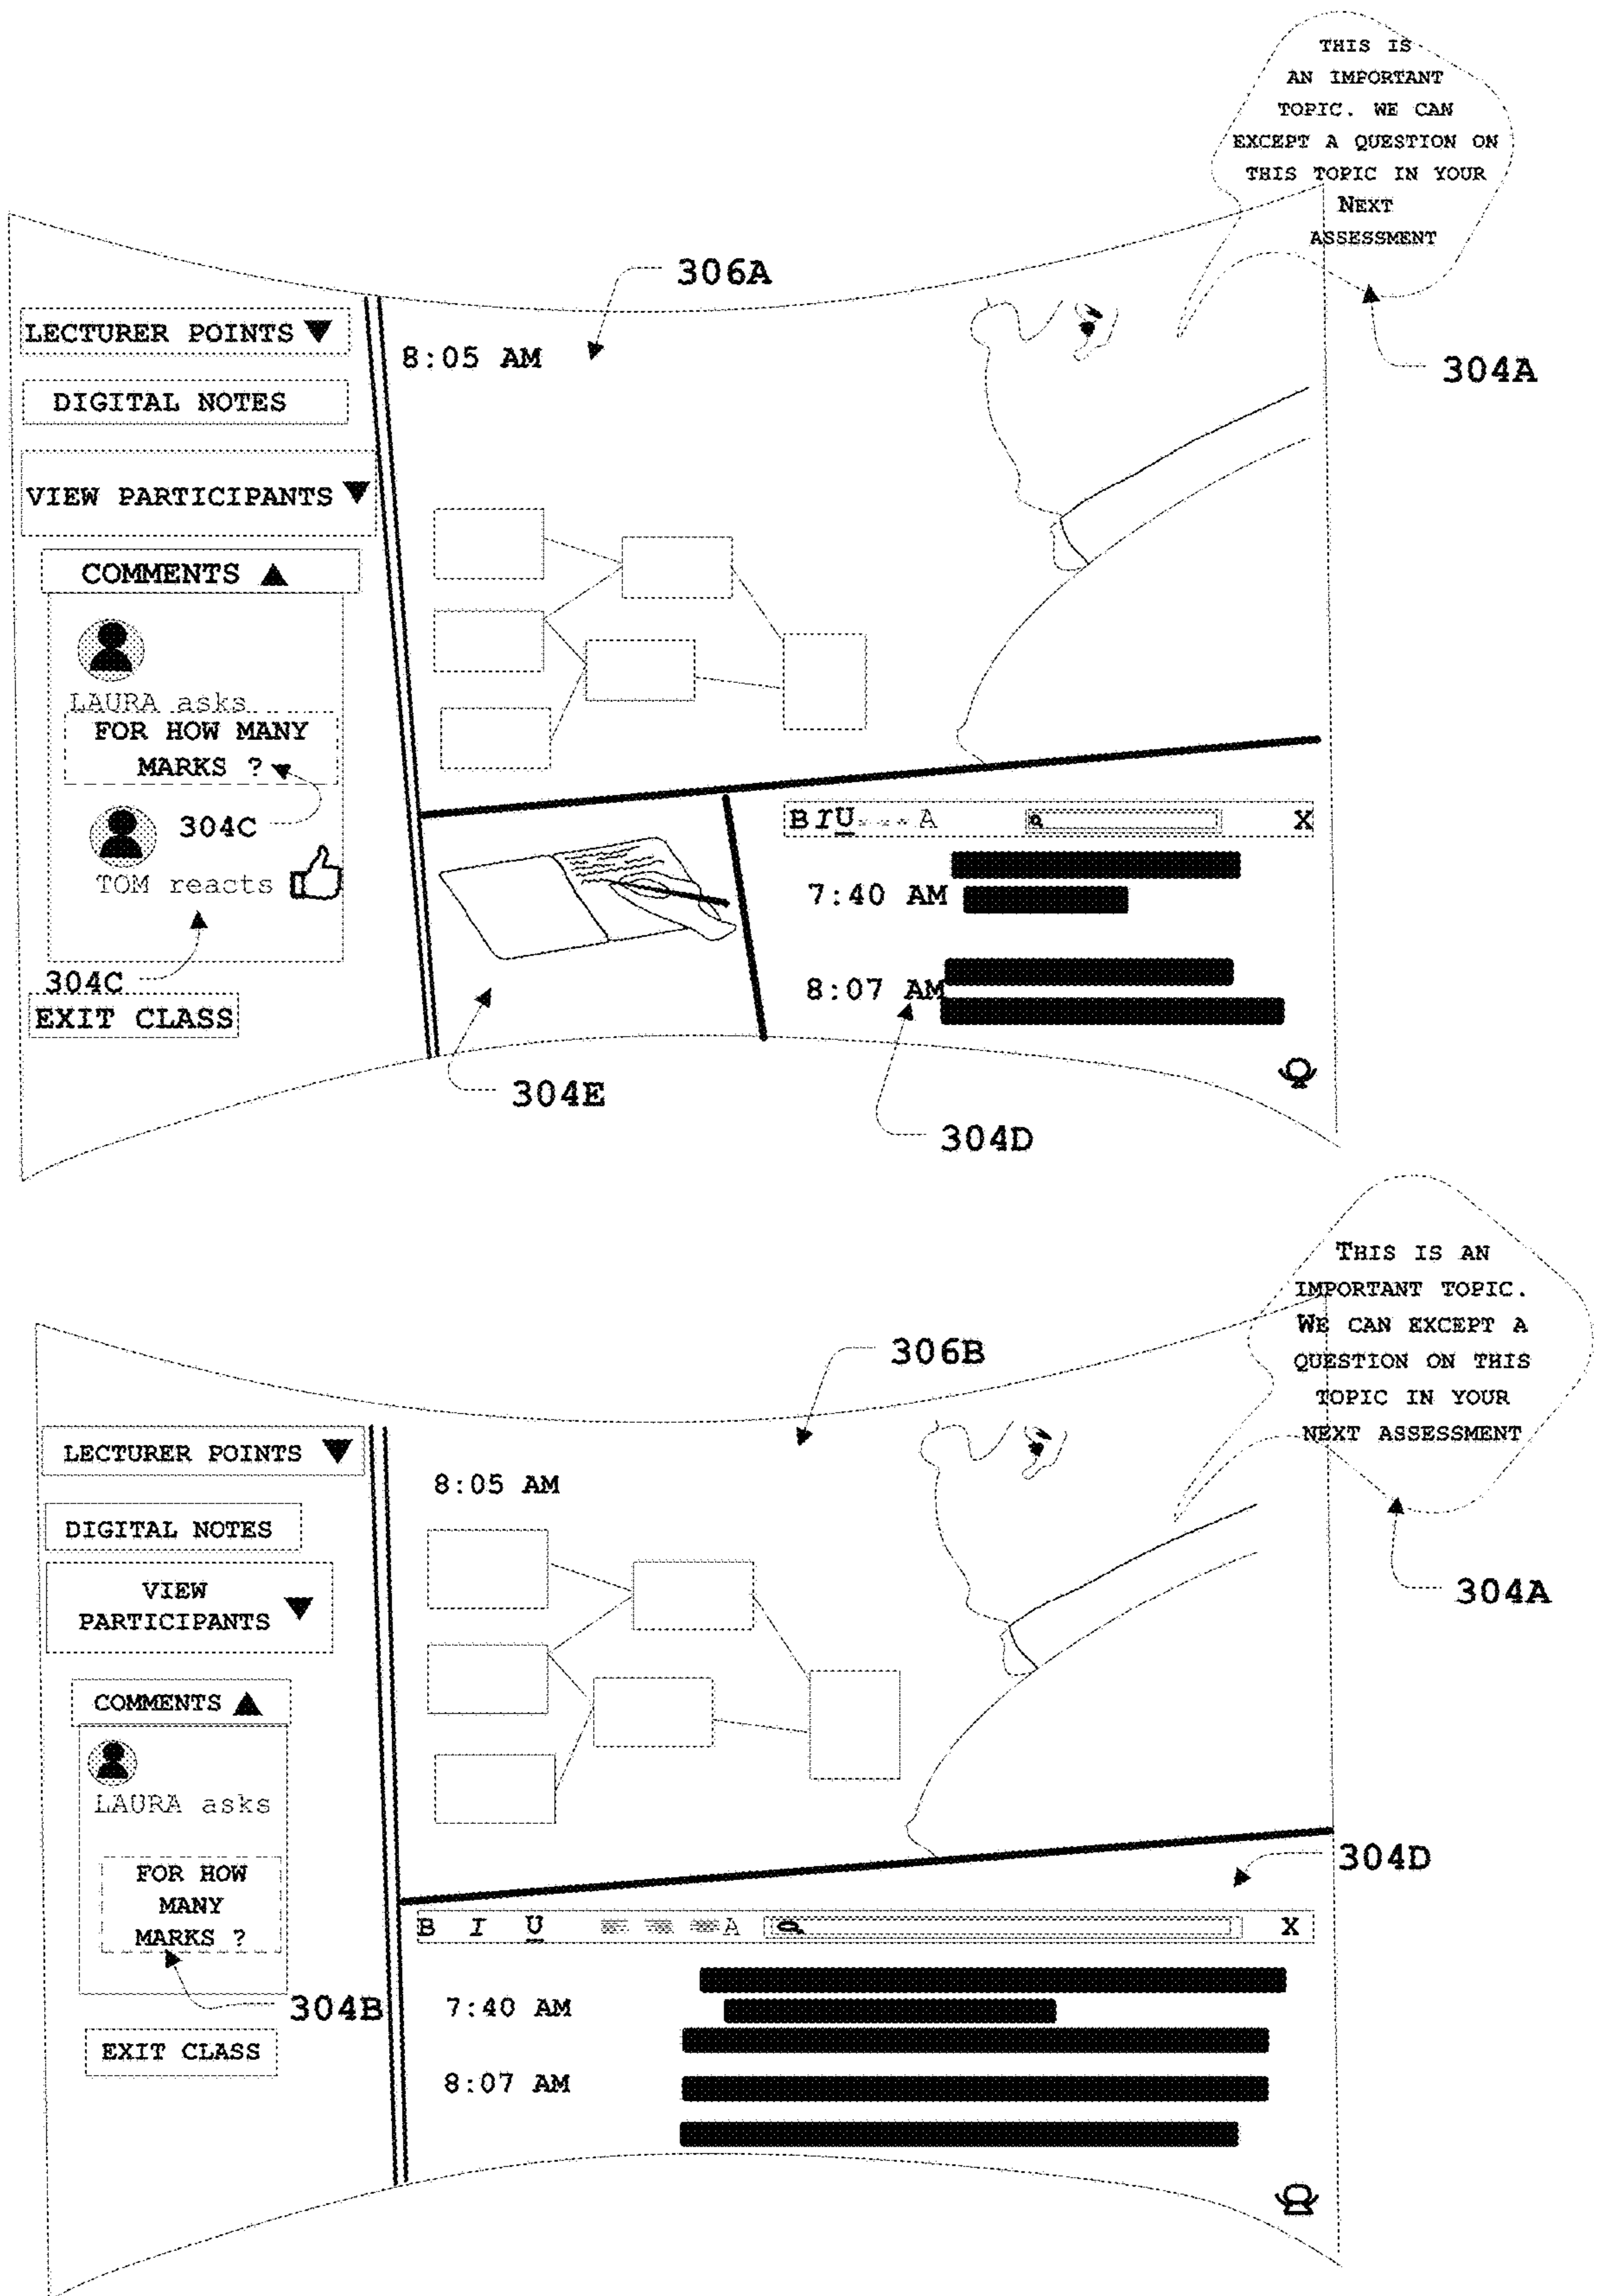 THIS IS
AN IMPORTANT
TOPIC. WE CAN
EXCEPT A QUESTION ON
THIS TOPIC IN YOUR
NEXT
ASSESSMENT
306A
304A
LECTURER POINTS
8:05 AM
DIGITAL NOTES
VIEW PARTICIPANTS
COMMENTS
LAURA asks
FOR HOW MANY
MARKS ?
304C
TOM reacts
304C
EXIT CLASS
B I U A X
7:40 AM
8:07 AM
304E
304D
THIS IS AN
IMPORTANT TOPIC.
WE CAN EXCEPT A
QUESTION ON THIS
TOPIC IN YOUR
NEXT ASSESSMENT
306B
304A
LECTURER POINTS
8:05 AM
DIGITAL NOTES
VIEW
PARTICIPANTS
COMMENTS
LAURA asks
FOR HOW
MANY
MARKS ?
304B
EXIT CLASS
304D
B I U A X
7:40 AM
8:07 AM